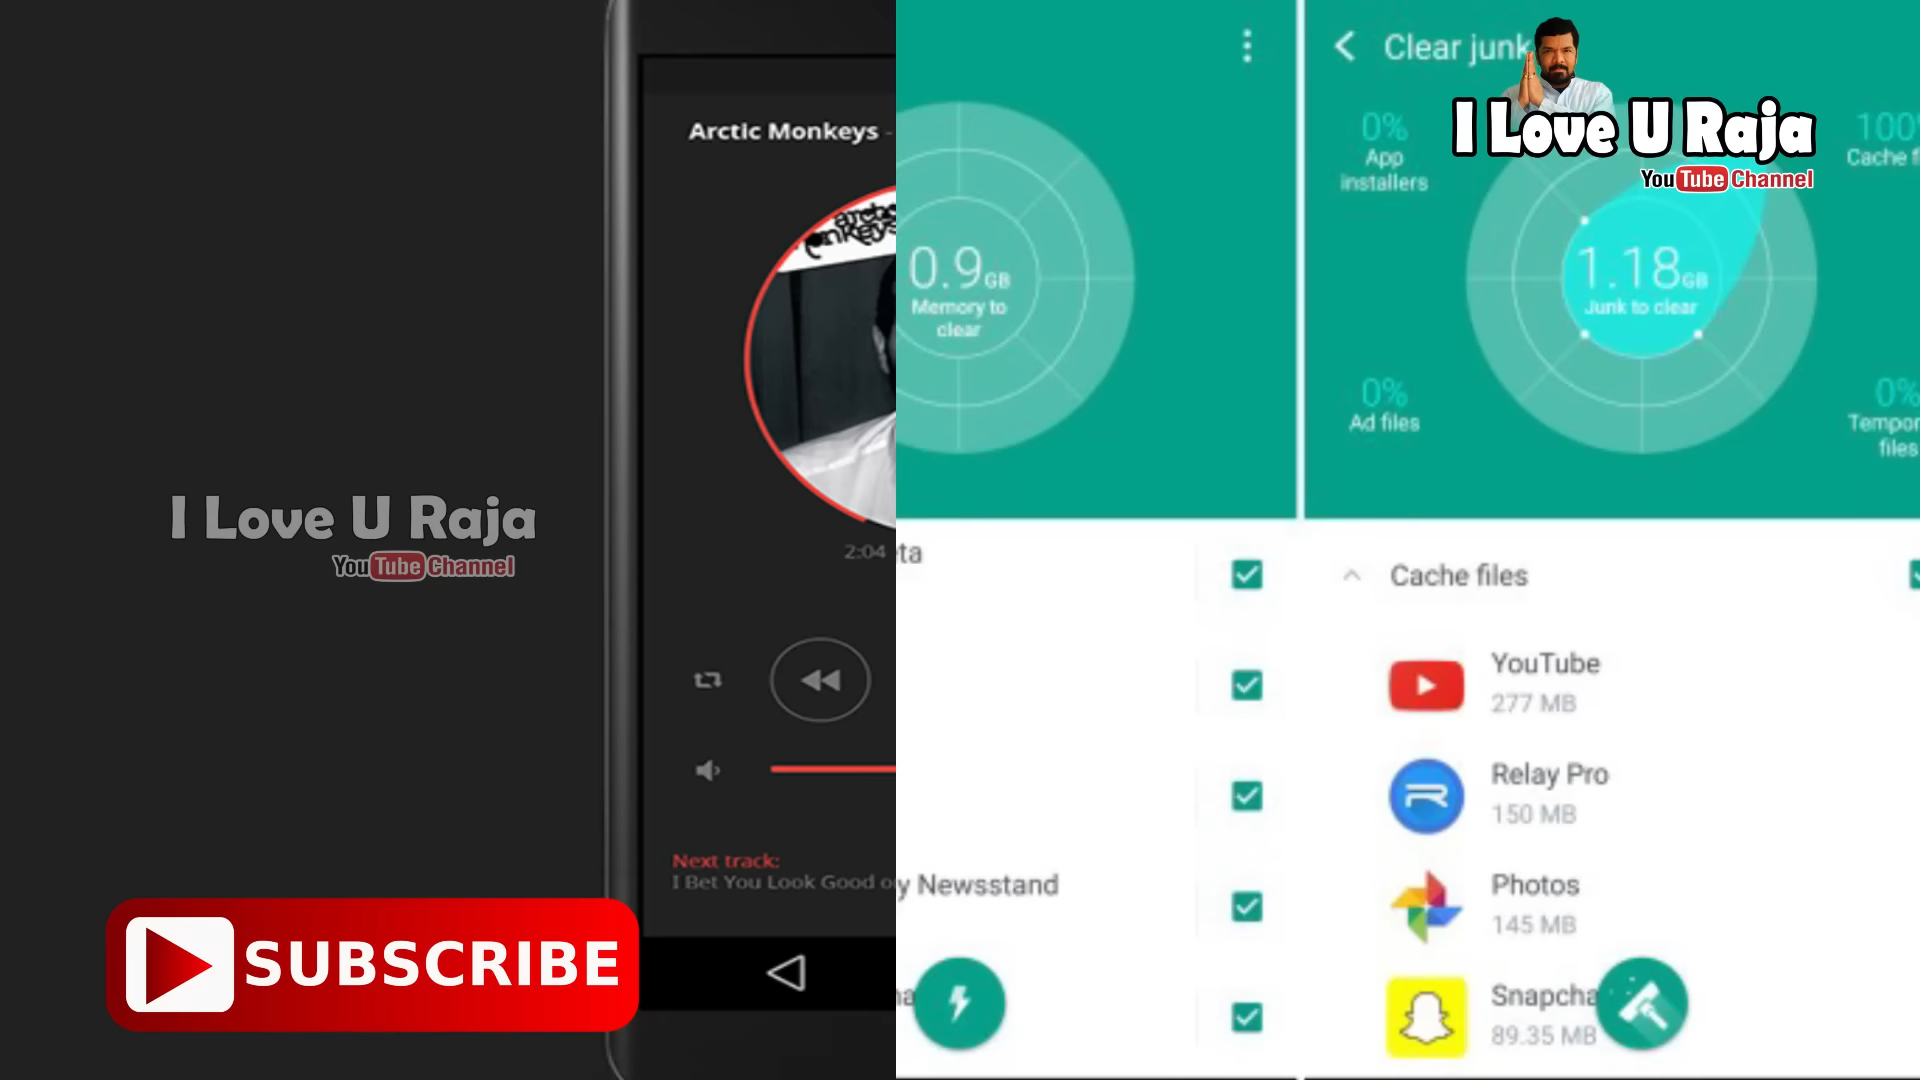 Arctic Monkeys -
arctic
monkeys
2:04
Next track:
I Bet You Look Good o
I Love U Raja
YouTube Channel
SUBSCRIBE
0.9GB
Memory to
clear
ta
y Newsstand
Clear junk
I Love U Raja
YouTube Channel
0%
App
installers
100%
Cache f
1.18GB
Junk to clear
0%
Ad files
0%
Tempor
files
Cache files
YouTube
277 MB
Relay Pro
150 MB
Photos
145 MB
Snapcha
89.35 MB